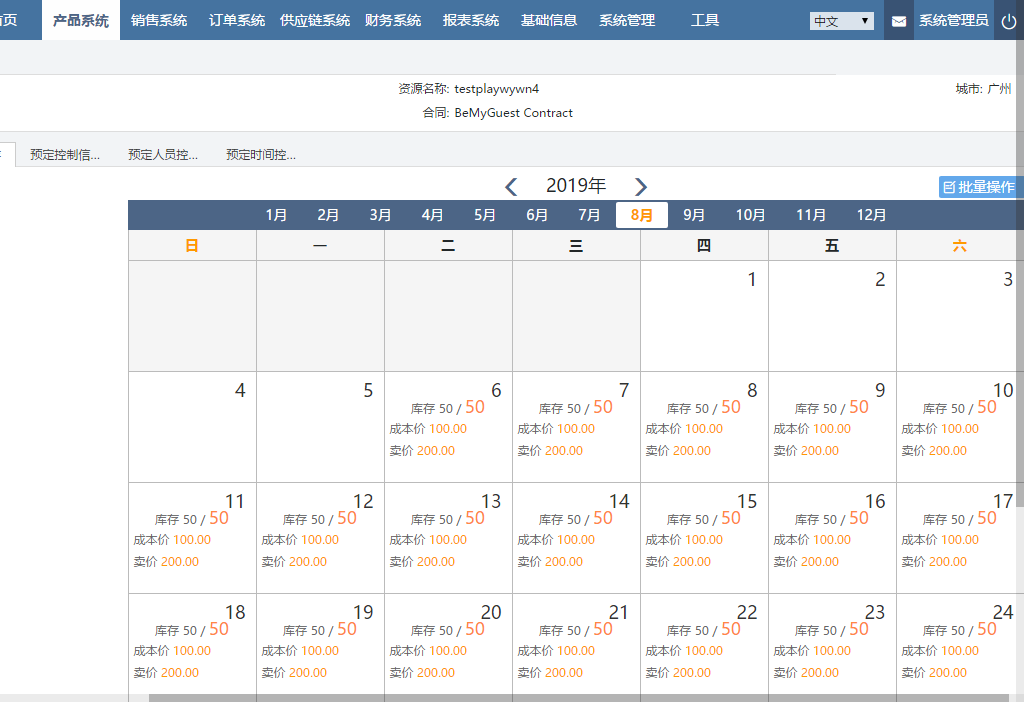 首页 产品系统 销售系统 订单系统 供应链系统 财务系统 报表系统 基础信息 系统管理 工具 中文 系统管理员
资源名称: testplaywywn4 城市: 广州
合同: BeMyGuest Contract
预定控制信... 预定人员控... 预定时间控...
2019年 批量操作
1月 2月 3月 4月 5月 6月 7月 8月 9月 10月 11月 12月
日 一 二 三 四 五 六
1 2 3
4 5 6 7 8 9 10
库存 50 / 50 库存 50 / 50 库存 50 / 50 库存 50 / 50 库存 50 / 50
成本价 100.00 成本价 100.00 成本价 100.00 成本价 100.00 成本价 100.00
卖价 200.00 卖价 200.00 卖价 200.00 卖价 200.00 卖价 200.00
11 12 13 14 15 16 17
库存 50 / 50 库存 50 / 50 库存 50 / 50 库存 50 / 50 库存 50 / 50 库存 50 / 50 库存 50 / 50
成本价 100.00 成本价 100.00 成本价 100.00 成本价 100.00 成本价 100.00 成本价 100.00 成本价 100.00
卖价 200.00 卖价 200.00 卖价 200.00 卖价 200.00 卖价 200.00 卖价 200.00 卖价 200.00
18 19 20 21 22 23 24
库存 50 / 50 库存 50 / 50 库存 50 / 50 库存 50 / 50 库存 50 / 50 库存 50 / 50 库存 50 / 50
成本价 100.00 成本价 100.00 成本价 100.00 成本价 100.00 成本价 100.00 成本价 100.00 成本价 100.00
卖价 200.00 卖价 200.00 卖价 200.00 卖价 200.00 卖价 200.00 卖价 200.00 卖价 200.00